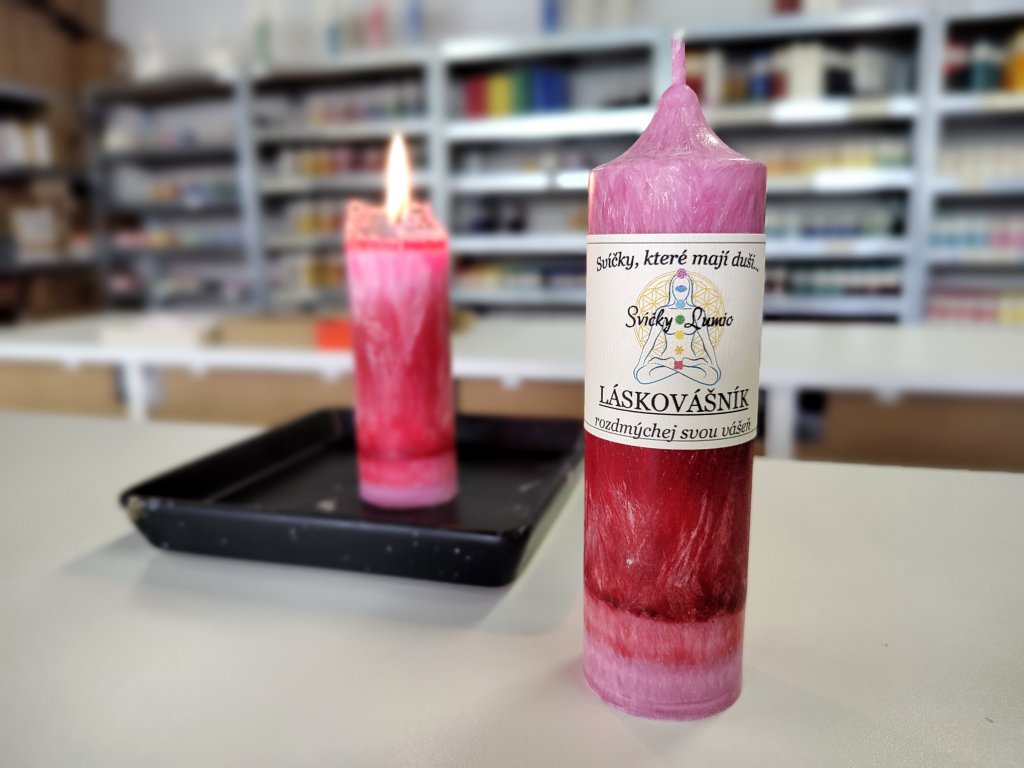 Svíčky, které mají duši...
Svíčky Lumio
LÁSKOVÁŠNÍK
rozdmýchej svou vášeň